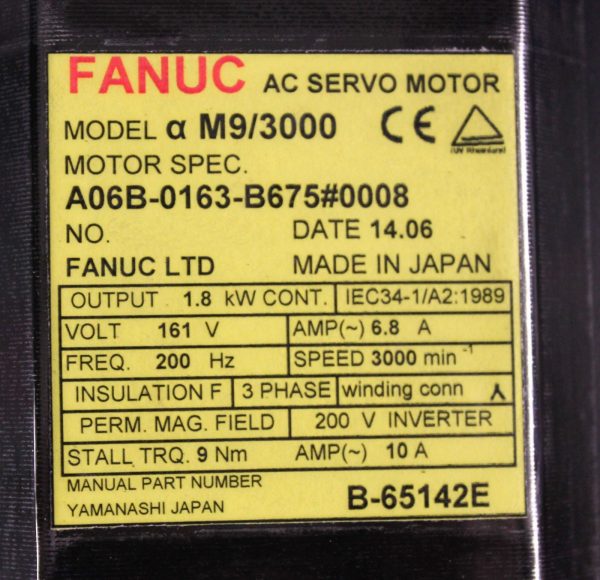 FANUC AC SERVO MOTOR
MODEL α M9/3000 CE
TÜV Rheinland
MOTOR SPEC.
A06B-0163-B675#0008
NO. DATE 14.06
FANUC LTD MADE IN JAPAN
OUTPUT 1.8 kW CONT. IEC34-1/A2:1989
VOLT 161 V AMP(~) 6.8 A
FREQ. 200 Hz SPEED 3000 min⁻¹
INSULATION F 3 PHASE winding conn
PERM. MAG. FIELD 200 V INVERTER
STALL TRQ. 9 Nm AMP(~) 10 A
MANUAL PART NUMBER B-65142E
YAMANASHI JAPAN